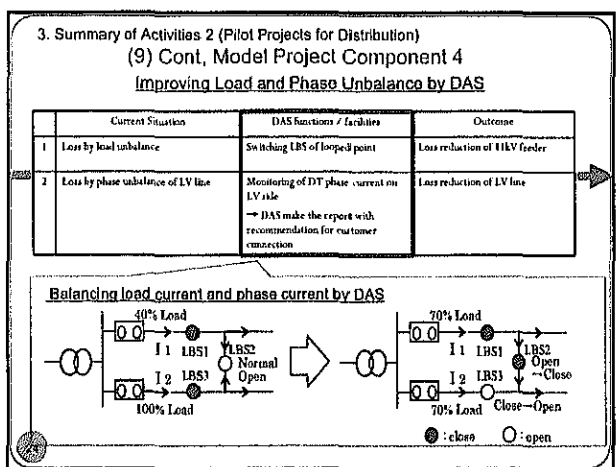 3. Summary of Activities 2 (Pilot Projects for Distribution)
(9) Cont, Model Project Component 4
Improving Load and Phase Unbalance by DAS
Current Situation
DAS functions / facilities
Outcome
1
Loss by load unbalance
Switching LBS of looped point
Loss reduction of 11kV feeder
2
Loss by phase unbalance of LV line
Monitoring of DT phase current on
LV side
→ DAS make the report with
recommendation for customer
connection
Loss reduction of LV line
Balancing load current and phase current by DAS
40% Load
I 1
LBS1
LBS2
Normal
Open
I 2
LBS3
100% Load
70% Load
I 1
LBS1
LBS2
Open
→Close
I 2
LBS3
Close→Open
70% Load
: close
: open